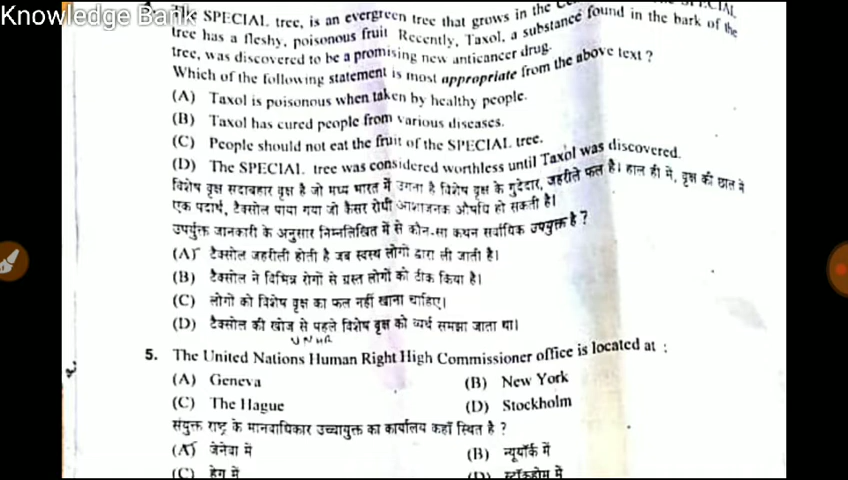 Knowledge Bank
The SPECIAL tree, is an evergreen tree that grows in the
tree has a fleshy, poisonous fruit Recently, Taxol, a substance found in the bark of the
tree, was discovered to be a promising new anticancer drug.
Which of the following statement is most appropriate from the above text ?
(A) Taxol is poisonous when taken by healthy people.
(B) Taxol has cured people from various diseases.
(C) People should not eat the fruit of the SPECIAL tree.
(D) The SPECIAL tree was considered worthless until Taxol was discovered.
विशेष वृक्ष सदाबहार वृक्ष है जो मध्य भारत में उगता है विशेष वृक्ष के गुदेदार, जहरीले फल है। हाल ही मे, वृक्ष की छाल मे
एक पदार्थ, टैक्सोल पाया गया जो कैंसर रोधी आशाजनक औषधि हो सकती है।
उपर्युक्त जानकारी के अनुसार निम्नलिखित में से कौन-सा कथन सर्वाधिक उपयुक्त है ?
(A) टैक्सोल जहरीली होती है जब स्वस्थ लोगो द्वारा ली जाती है।
(B) टैक्सोल ने विभिन्न रोगों से ग्रस्त लोगों को ठीक किया है।
(C) लोगों को विशेष वृक्ष का फल नहीं खाना चाहिए।
(D) टैक्सोल की खोज से पहले विशेष वृक्ष को व्यर्थ समझा जाता था।
UNHR
5. The United Nations Human Right High Commissioner office is located at :
(A) Geneva (B) New York
(C) The Hague (D) Stockholm
संयुक्त राष्ट्र के मानवाधिकार उच्चायुक्त का कार्यालय कहाँ स्थित है ?
(A) जेनेवा में (B) न्यूयॉर्क में
(C) हेग में (D) स्टॉकहोम में